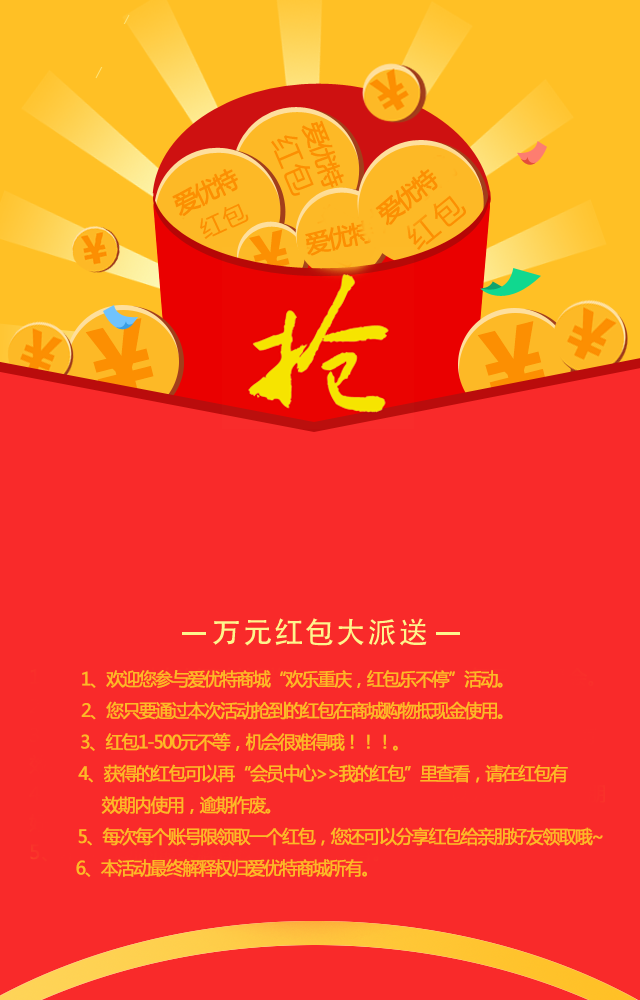 爱优特
红包
爱优特
红包
爱优特
红包
爱优特
抢
万元红包大派送
1、欢迎您参与爱优特商城“欢乐重庆，红包乐不停”活动。
2、您只要通过本次活动抢到的红包在商城购物抵现金使用。
3、红包1-500元不等，机会很难得哦！！！。
4、获得的红包可以再“会员中心>>我的红包”里查看，请在红包有
效期内使用，逾期作废。
5、每次每个账号限领取一个红包，您还可以分享红包给亲朋好友领取哦~
6、本活动最终解释权归爱优特商城所有。